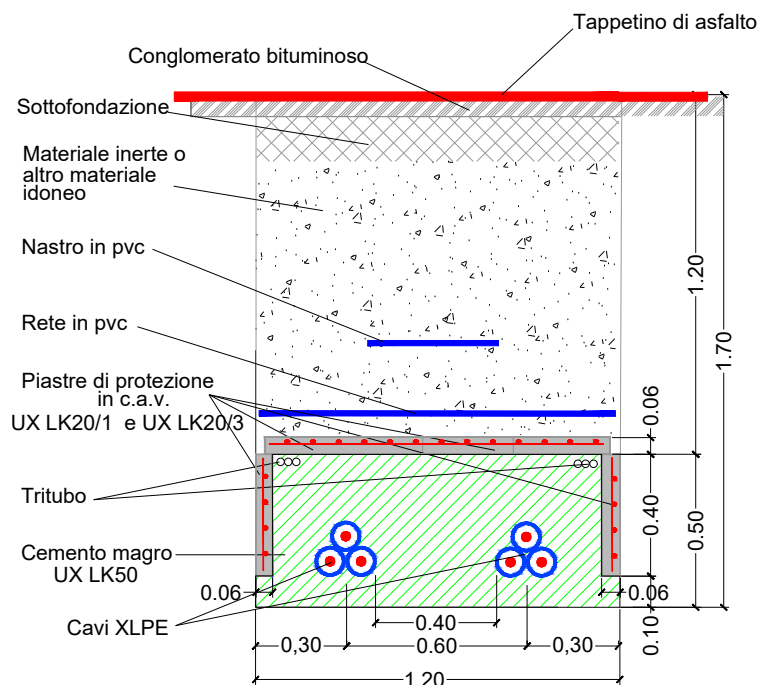 Tappetino di asfalto
Conglomerato bituminoso
Sottofondazione
Materiale inerte o
altro materiale
idoneo
Nastro in pvc
Rete in pvc
Piastre di protezione
in c.a.v.
UX LK20/1 e UX LK20/3
Tritubo
Cemento magro
UX LK50
Cavi XLPE
1.20
1.70
0.06
0.40
0.50
0.10
0.06
0.06
0.40
0,30
0.60
0,30
1.20